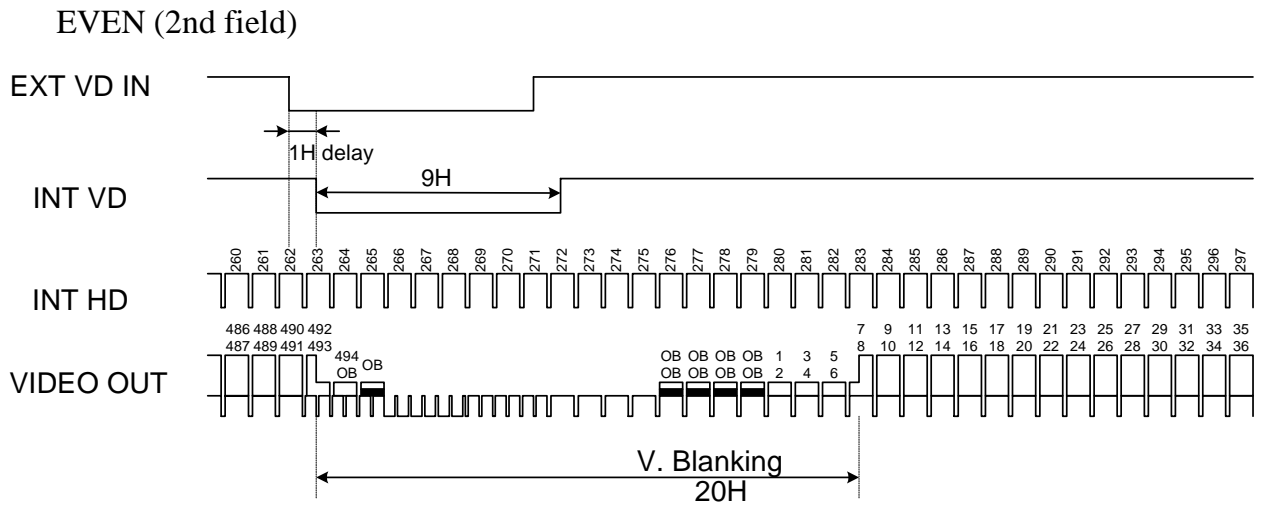 EVEN (2nd field)
EXT VD IN
1H delay
INT VD
9H
260 261 262 263 264 265 266 267 268 269 270 271 272 273 274 275 276 277 278 279 280 281 282 283 284 285 286 287 288 289 290 291 292 293 294 295 296 297
INT HD
486 488 490 492 7 9 11 13 15 17 19 21 23 25 27 29 31 33 35
487 489 491 493 8 10 12 14 16 18 20 22 24 26 28 30 32 34 36
494 OB OB OB OB OB 1 3 5
OB OB OB OB OB 2 4 6
VIDEO OUT
V. Blanking
20H